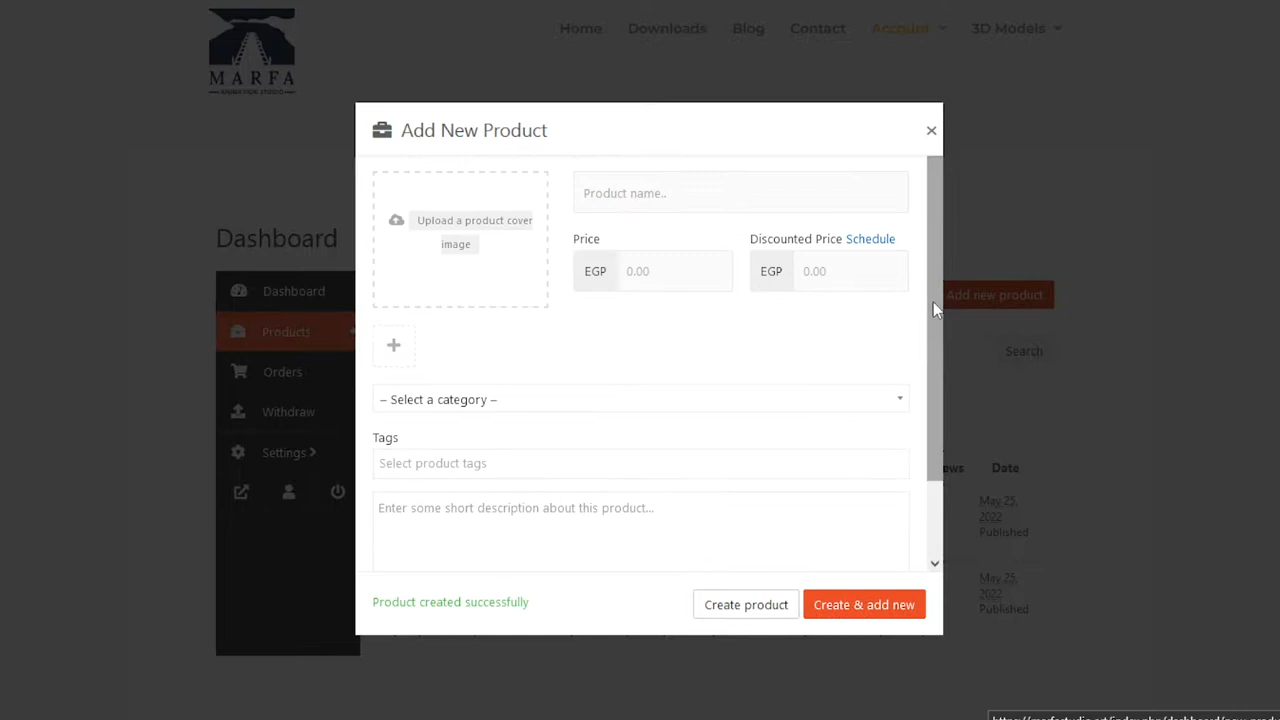 Home Downloads Blog Contact Account 3D Models
MARFA
ANIMATION STUDIO
Add New Product ×
Upload a product cover
image
Product name..
Price
Discounted Price Schedule
EGP 0.00
EGP 0.00
Dashboard
Add new product
Dashboard
Products
Search
Orders
– Select a category –
Withdraw
Tags
Settings
Select product tags
ews Date
Enter some short description about this product...
May 25,
2022
Published
May 25,
2022
Published
Product created successfully
Create product
Create & add new